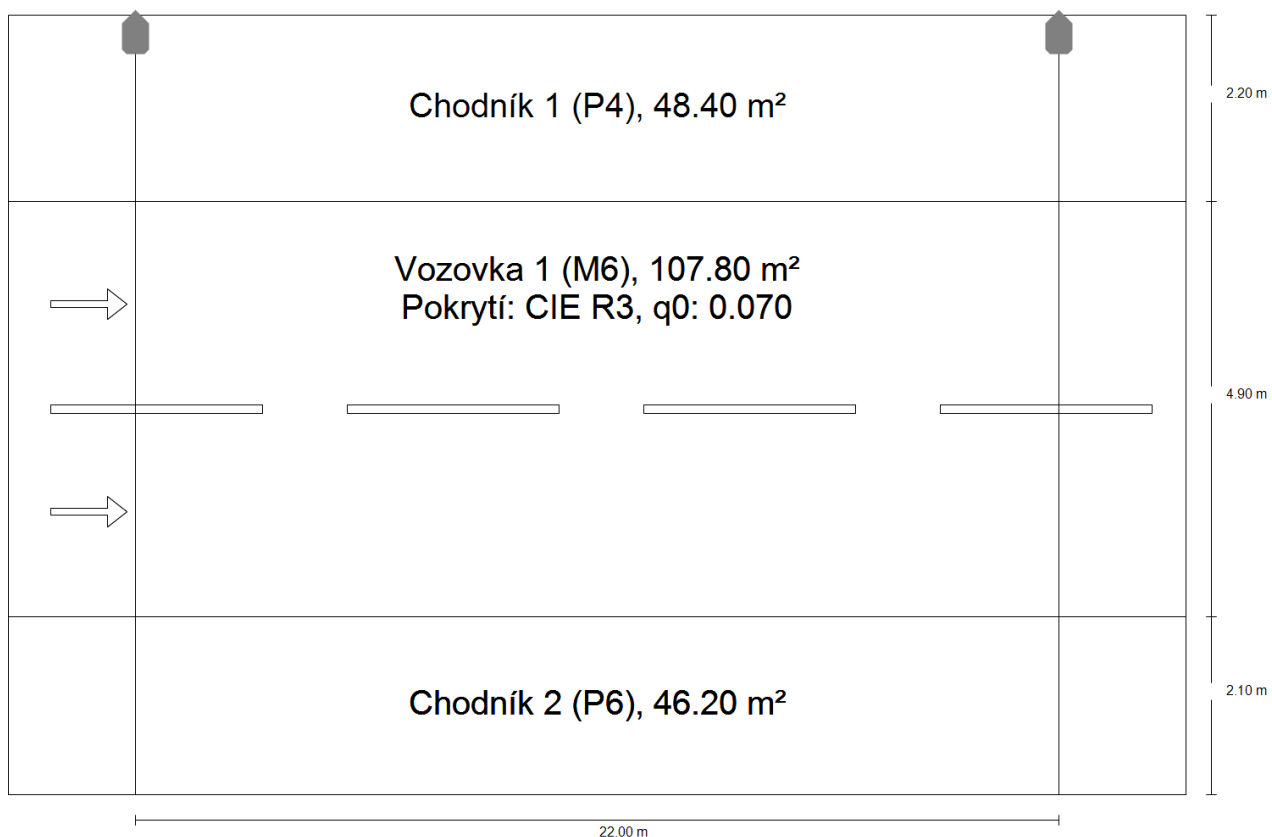 Chodník 1 (P4), 48.40 m²
2.20 m
Vozovka 1 (M6), 107.80 m²
Pokrytí: CIE R3, q0: 0.070
4.90 m
Chodník 2 (P6), 46.20 m²
2.10 m
22.00 m